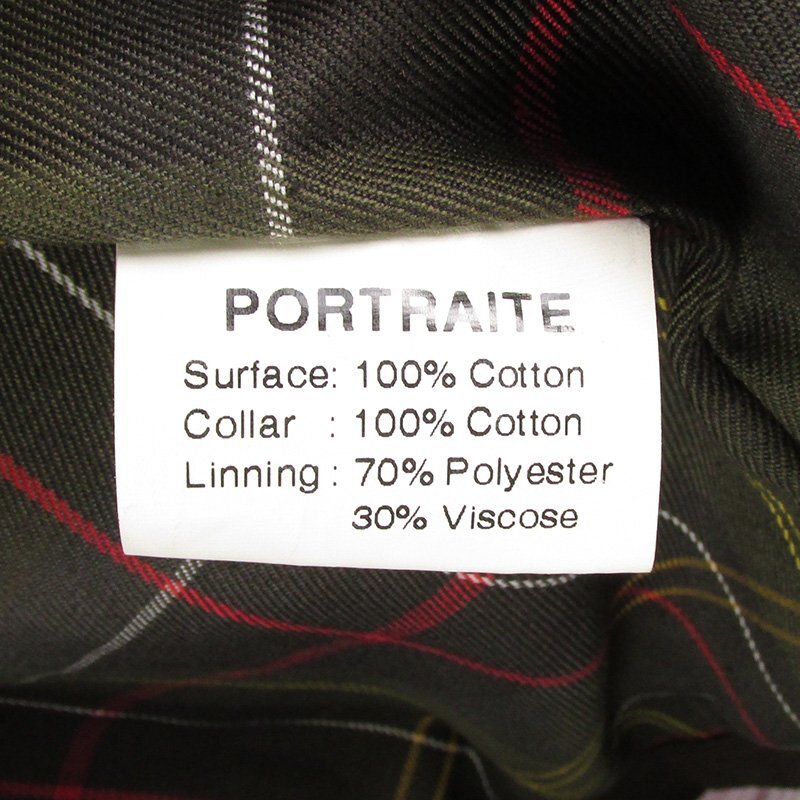 PORTRAITE
Surface: 100% Cotton
Collar : 100% Cotton
Linning : 70% Polyester
30% Viscose